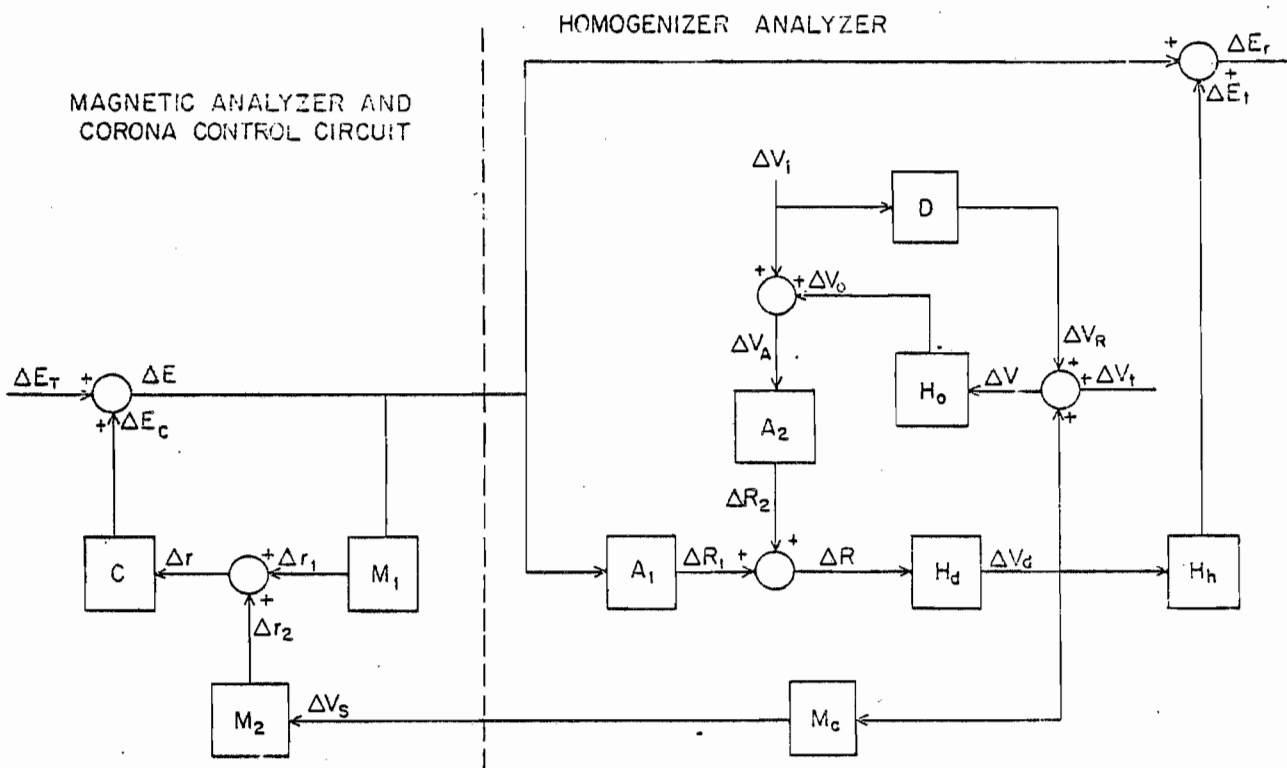 HOMOGENIZER ANALYZER
MAGNETIC ANALYZER AND
CORONA CONTROL CIRCUIT
+ ΔEr
+
ΔEt
ΔVi
D
+ + ΔVo
ΔVA
ΔVR
+
+ ΔVt
+
ΔV
Ho
A2
ΔET + ΔE
+ ΔEc
ΔR2
C
Δr
+ Δr1
+
M1
A1
ΔR1 + +
ΔR
Hd
ΔVd
Hh
Δr2
M2
ΔVS
Mc